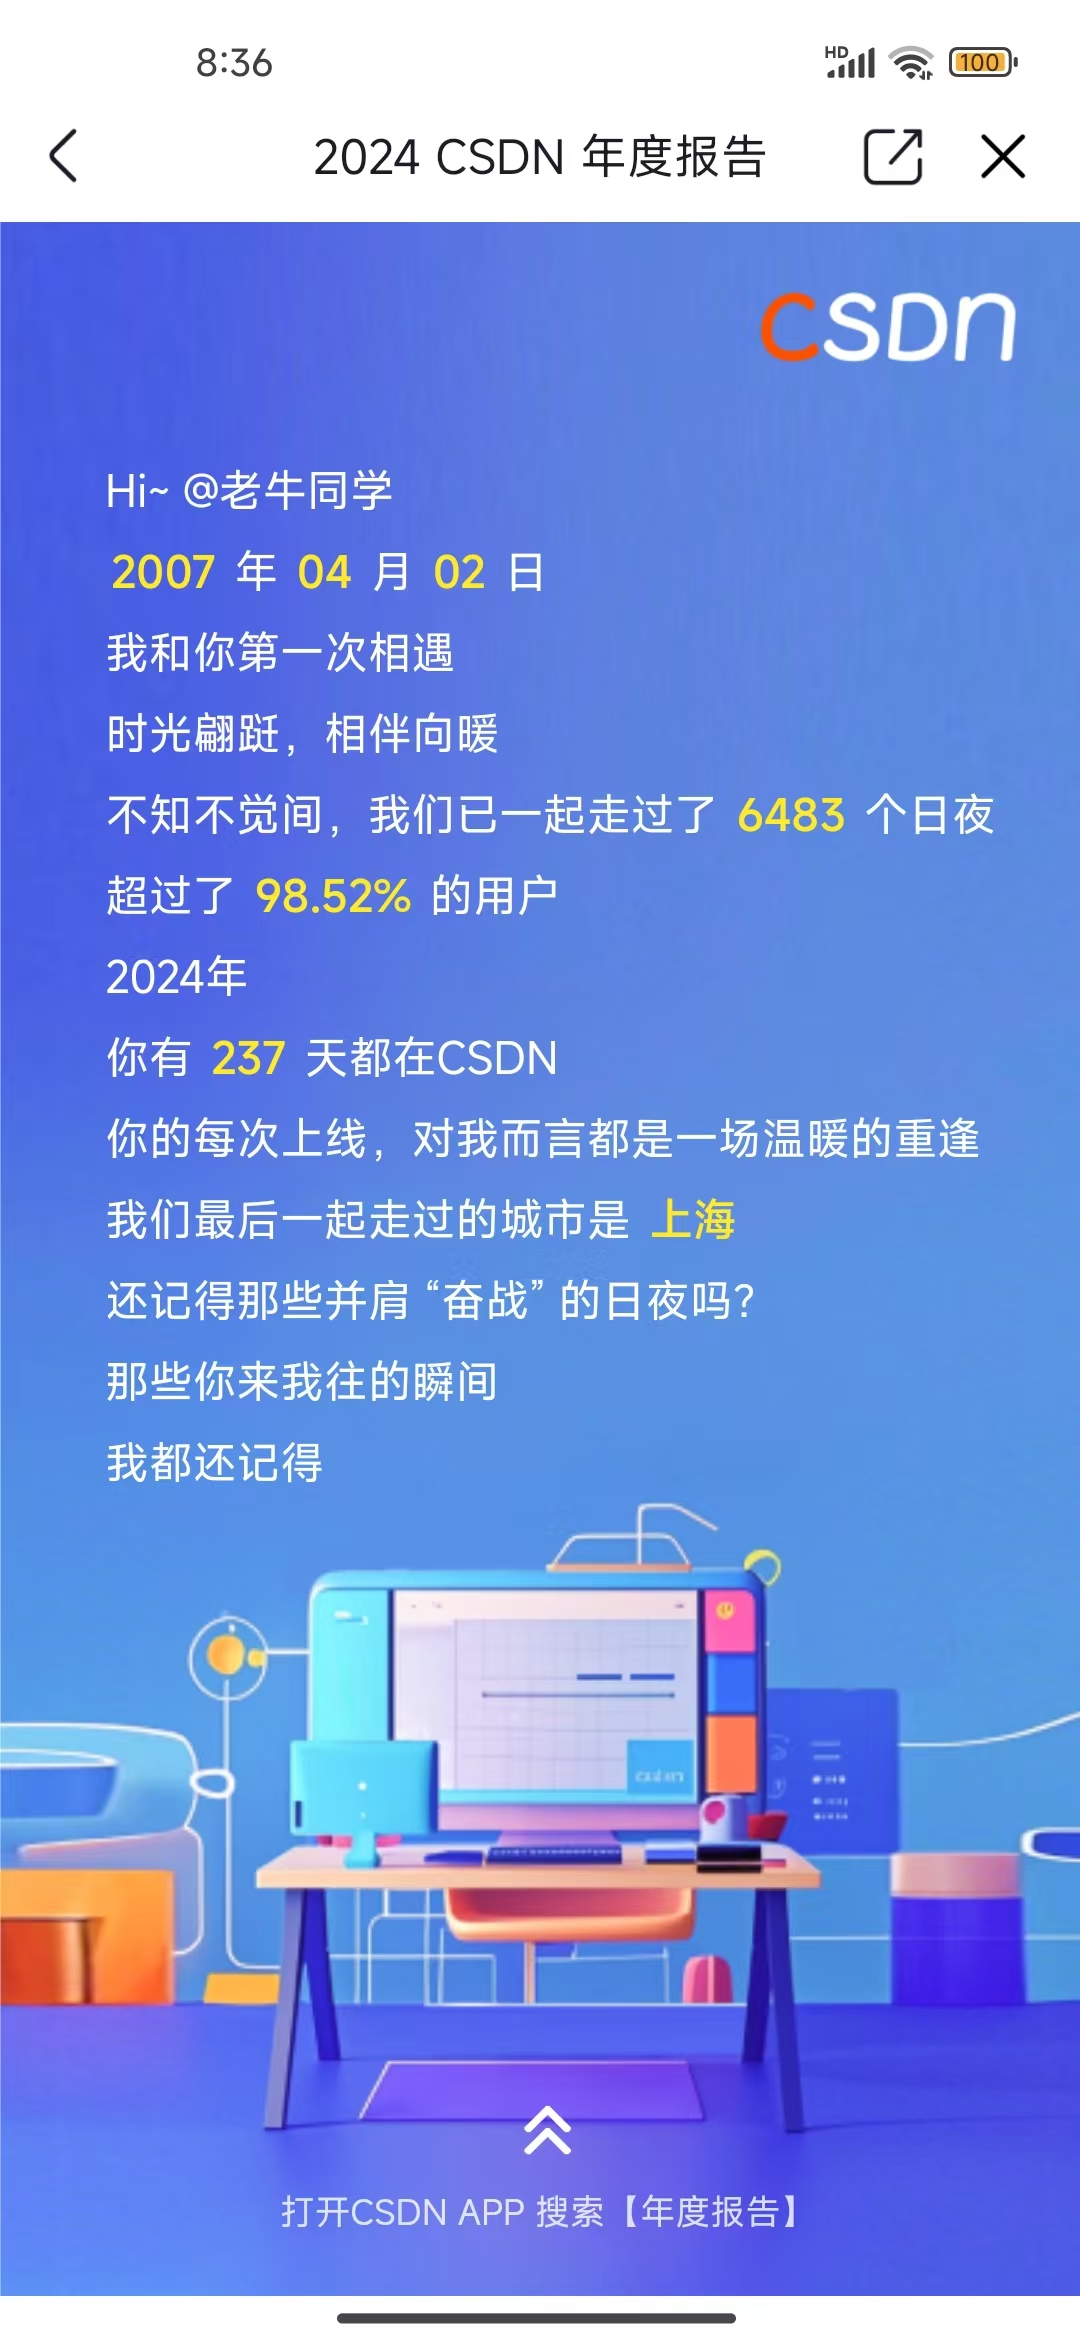 8:36
HD
100
2024 CSDN 年度报告
CSDN
Hi~ @老牛同学
2007 年 04 月 02 日
我和你第一次相遇
时光翩跹，相伴向暖
不知不觉间，我们已一起走过了 6483 个日夜
超过了 98.52% 的用户
2024年
你有 237 天都在CSDN
你的每次上线，对我而言都是一场温暖的重逢
我们最后一起走过的城市是 上海
还记得那些并肩 “奋战” 的日夜吗？
那些你来我往的瞬间
我都还记得
打开CSDN APP 搜索【年度报告】